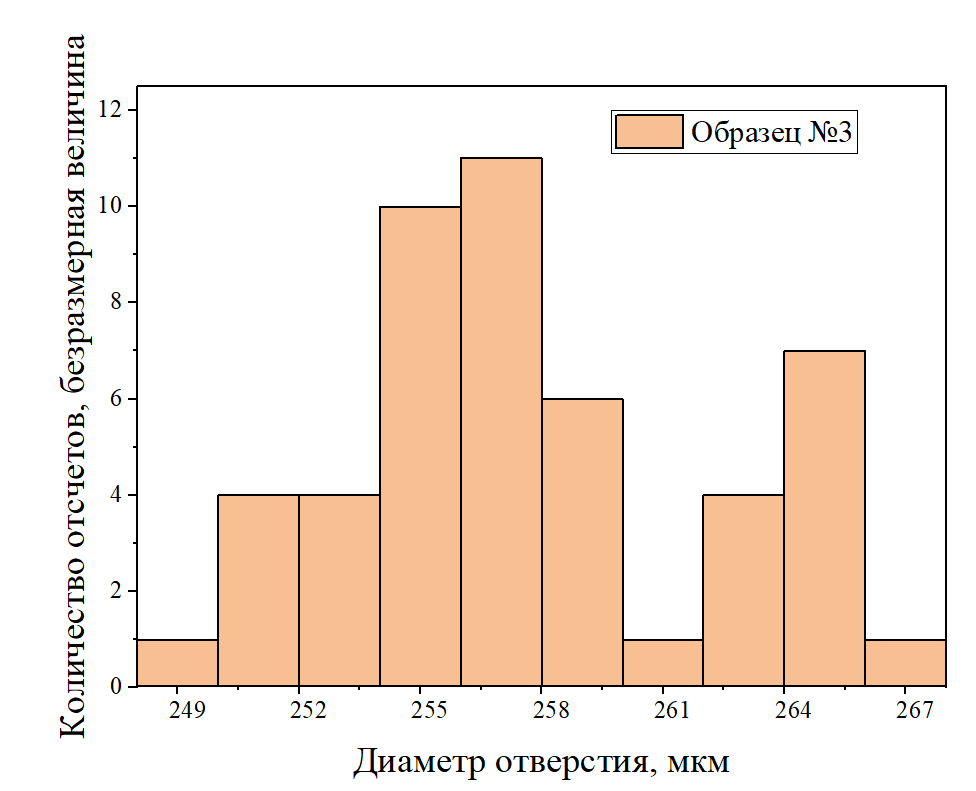 Количество отсчетов, безразмерная величина
12
10
8
6
4
2
0
Образец №3
249 252 255 258 261 264 267
Диаметр отверстия, мкм